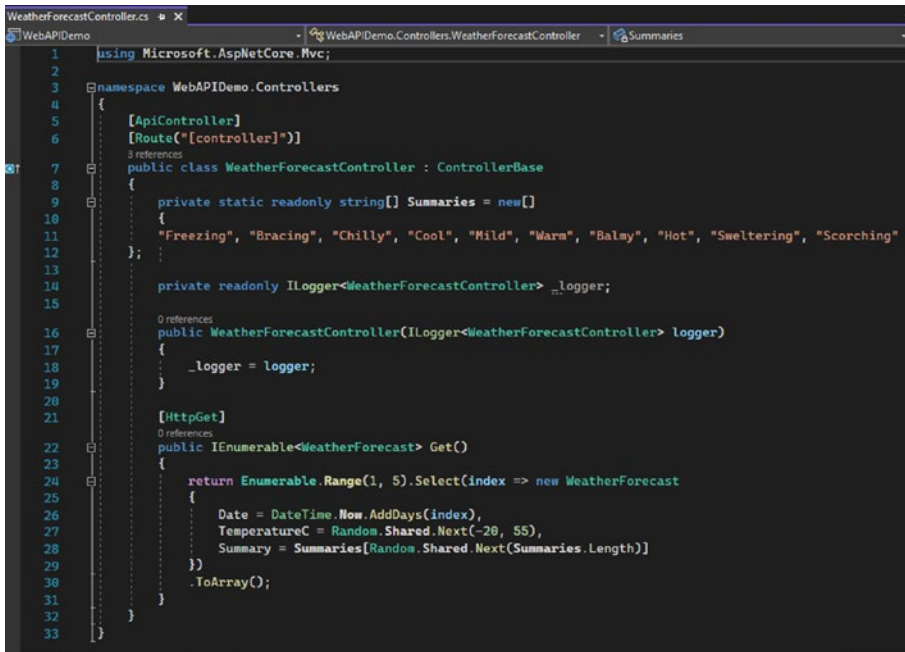 WeatherForecastController.cs
WebAPIDemo WebAPIDemo.Controllers.WeatherForecastController Summaries
1 using Microsoft.AspNetCore.Mvc;
2
3 namespace WebAPIDemo.Controllers
4 {
5 [ApiController]
6 [Route("[controller]")]
3 references
7 public class WeatherForecastController : ControllerBase
8 {
9 private static readonly string[] Summaries = new[]
10 {
11 "Freezing", "Bracing", "Chilly", "Cool", "Mild", "Warm", "Balmy", "Hot", "Sweltering", "Scorching"
12 };
13
14 private readonly ILogger<WeatherForecastController> _logger;
15
0 references
16 public WeatherForecastController(ILogger<WeatherForecastController> logger)
17 {
18 _logger = logger;
19 }
20
21 [HttpGet]
0 references
22 public IEnumerable<WeatherForecast> Get()
23 {
24 return Enumerable.Range(1, 5).Select(index => new WeatherForecast
25 {
26 Date = DateTime.Now.AddDays(index),
27 TemperatureC = Random.Shared.Next(-20, 55),
28 Summary = Summaries[Random.Shared.Next(Summaries.Length)]
29 })
30 .ToArray();
31 }
32 }
33 }